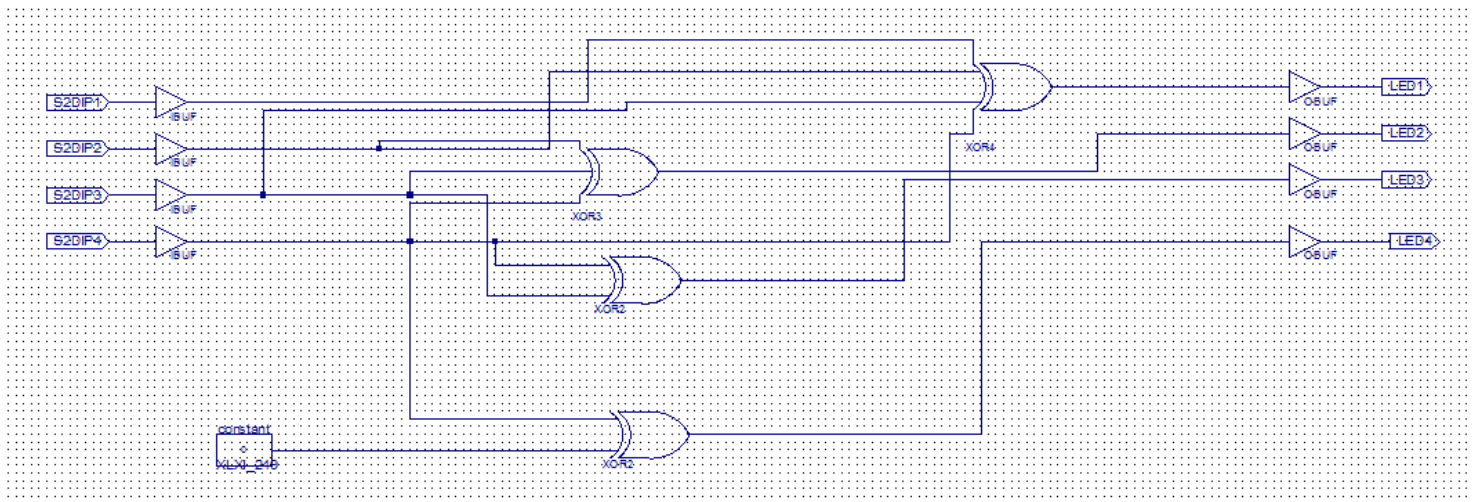 S2DIP1
IBUF
S2DIP2
IBUF
S2DIP3
IBUF
S2DIP4
IBUF
XOR4
XOR3
XOR2
XOR2
constant
0
OBUF
LED1
OBUF
LED2
OBUF
LED3
OBUF
LED4